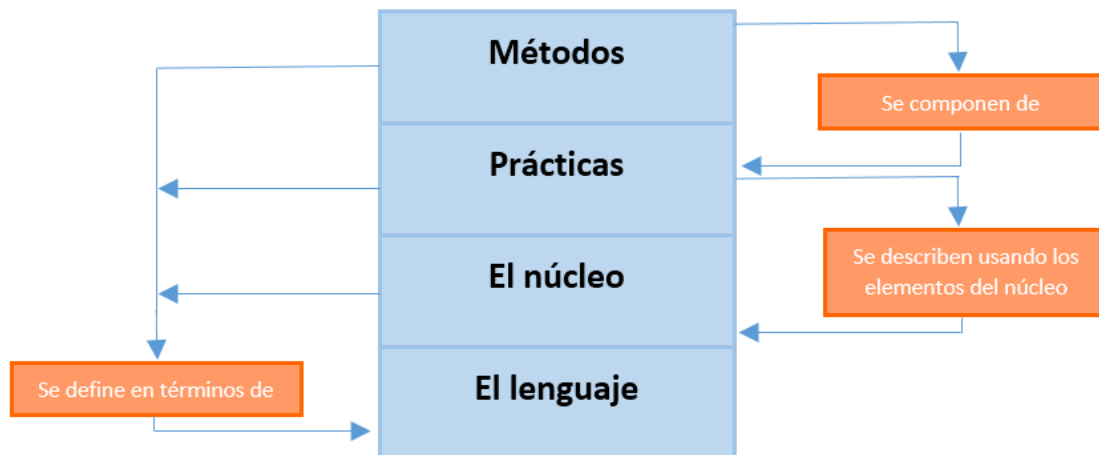 Métodos
Se componen de
Prácticas
Se describen usando los
elementos del núcleo
El núcleo
Se define en términos de
El lenguaje